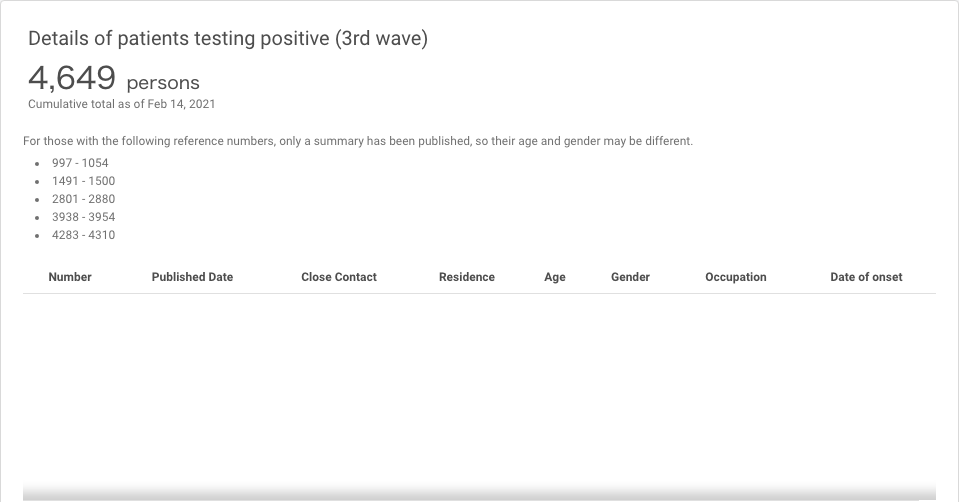 Details of patients testing positive (3rd wave)
4,649 persons
Cumulative total as of Feb 14, 2021
For those with the following reference numbers, only a summary has been published, so their age and gender may be different.
• 997 - 1054
• 1491 - 1500
• 2801 - 2880
• 3938 - 3954
• 4283 - 4310
Number Published Date Close Contact Residence Age Gender Occupation Date of onset